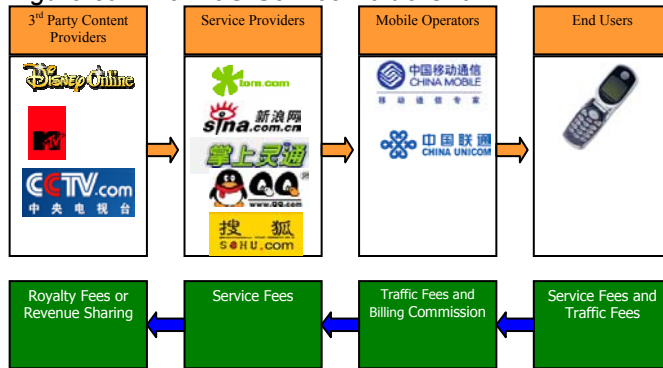 3rd Party Content
Providers
Service Providers
Mobile Operators
End Users
Disney Online
MTV
CCTV.com
中央电视台
tom.com
新浪网
sina.com.cn
掌上灵通
QQ
www.qq.com
搜狐
SOHU.com
中国移动通信
CHINA MOBILE
移动通信专家
中国联通
CHINA UNICOM
Royalty Fees or
Revenue Sharing
Service Fees
Traffic Fees and
Billing Commission
Service Fees and
Traffic Fees